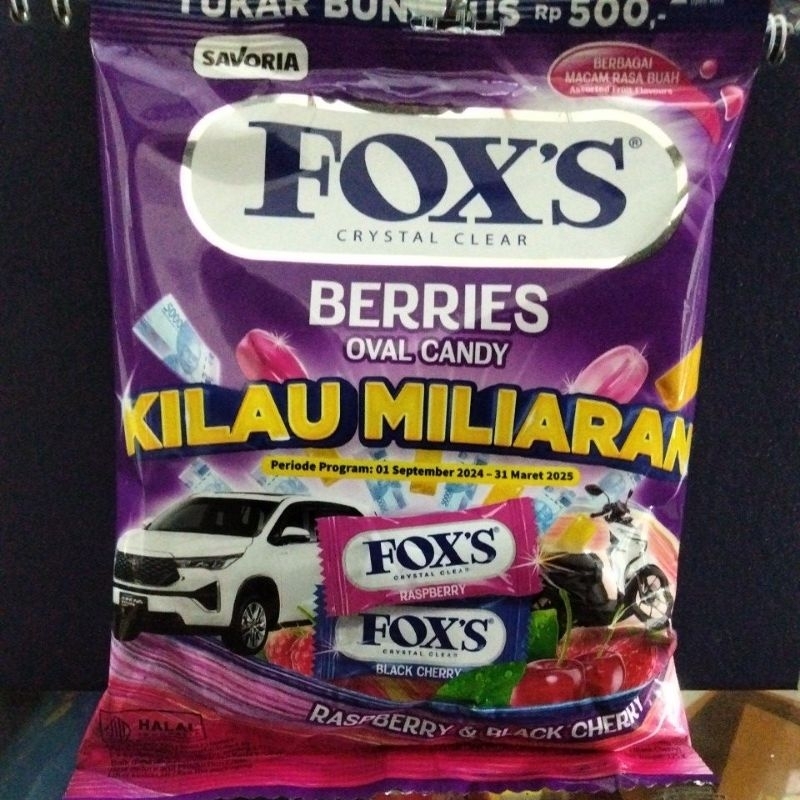 TUKAR BUN US Rp 500,-
SAVORIA
BERBAGAI
MACAM RASA BUAH
Assorted Fruit Flavours
FOX'S®
CRYSTAL CLEAR
BERRIES
OVAL CANDY
KILAU MILIARAN
Periode Program: 01 September 2024 - 31 Maret 2025
FOX'S
CRYSTAL CLEAR
RASPBERRY
FOX'S
CRYSTAL CLEAR
BLACK CHERRY
RASPBERRY & BLACK CHERRY
HALAL